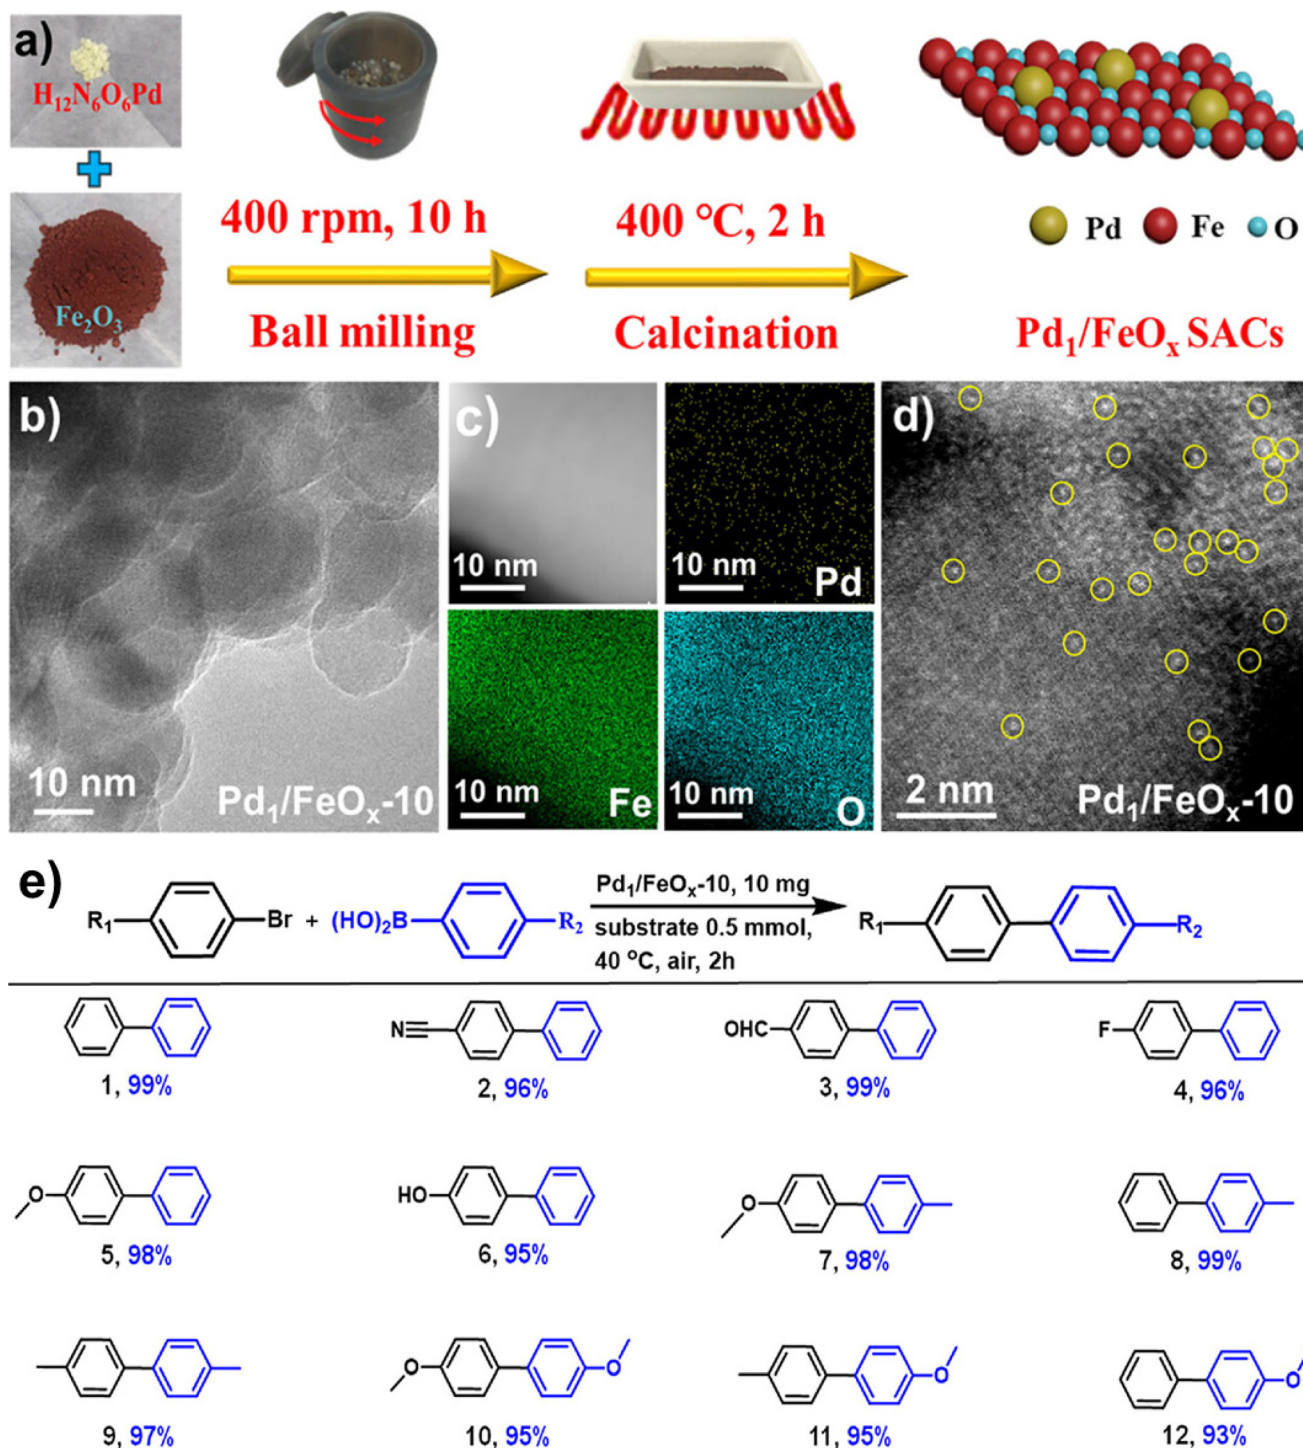 a)
H₁₂N₆O₆Pd
Fe₂O₃
400 rpm, 10 h
Ball milling
400 °C, 2 h
Calcination
Pd Fe O
Pd₁/FeOₓ SACs
b)
10 nm
Pd₁/FeOₓ-10
c)
10 nm
10 nm
Pd
10 nm
Fe
10 nm
O
d)
2 nm
Pd₁/FeOₓ-10
e)
R₁ Br + (HO)₂B R₂
Pd₁/FeOₓ-10, 10 mg
substrate 0.5 mmol,
40 °C, air, 2h
R₁ R₂
1, 99%
N
2, 96%
OHC
3, 99%
F
4, 96%
O
5, 98%
HO
6, 95%
O
7, 98%
8, 99%
9, 97%
O O
10, 95%
O
11, 95%
O
12, 93%